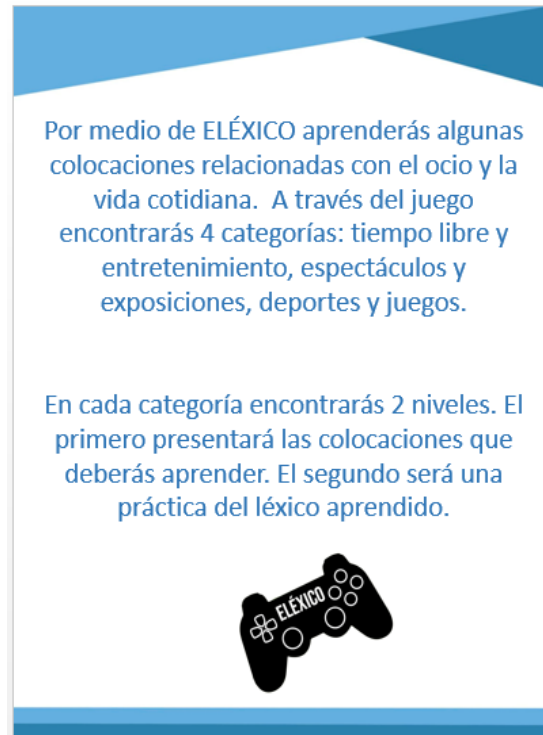 Por medio de ELÉXICO aprenderás algunas
colocaciones relacionadas con el ocio y la
vida cotidiana.  A través del juego
encontrarás 4 categorías: tiempo libre y
entretenimiento, espectáculos y
exposiciones, deportes y juegos.
En cada categoría encontrarás 2 niveles. El
primero presentará las colocaciones que
deberás aprender. El segundo será una
práctica del léxico aprendido.
ELÉXICO